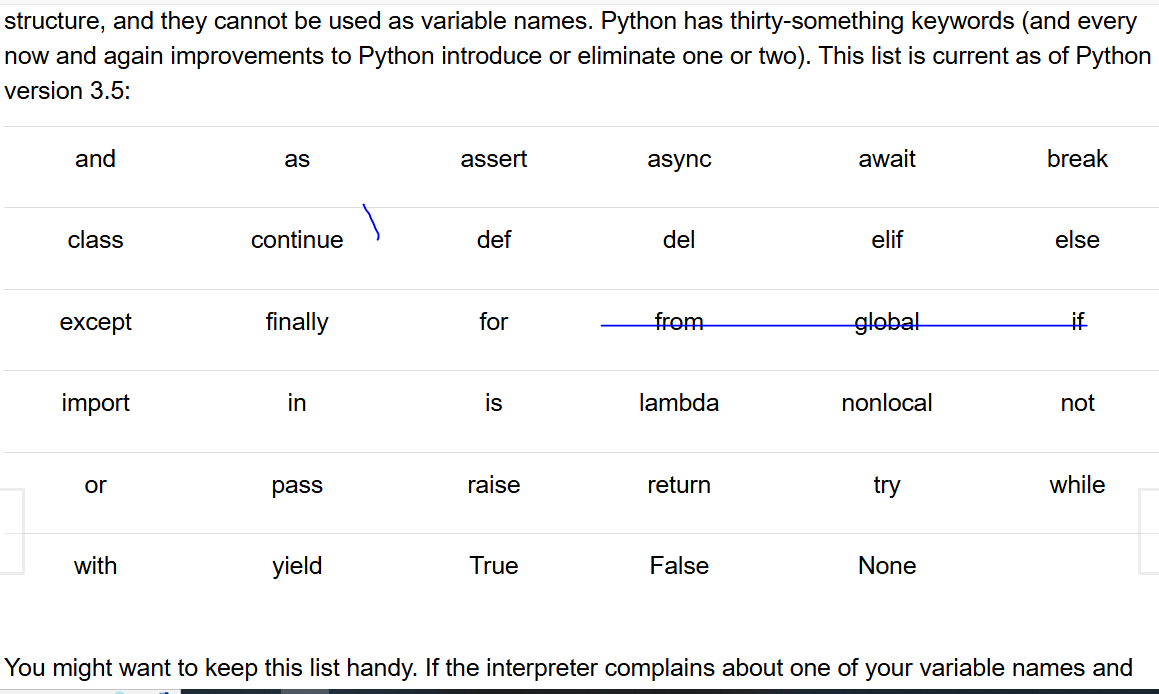 structure, and they cannot be used as variable names. Python has thirty-something keywords (and every
now and again improvements to Python introduce or eliminate one or two). This list is current as of Python
version 3.5:
and as assert async await break
class continue def del elif else
except finally for from global if
import in is lambda nonlocal not
or pass raise return try while
with yield True False None
You might want to keep this list handy. If the interpreter complains about one of your variable names and